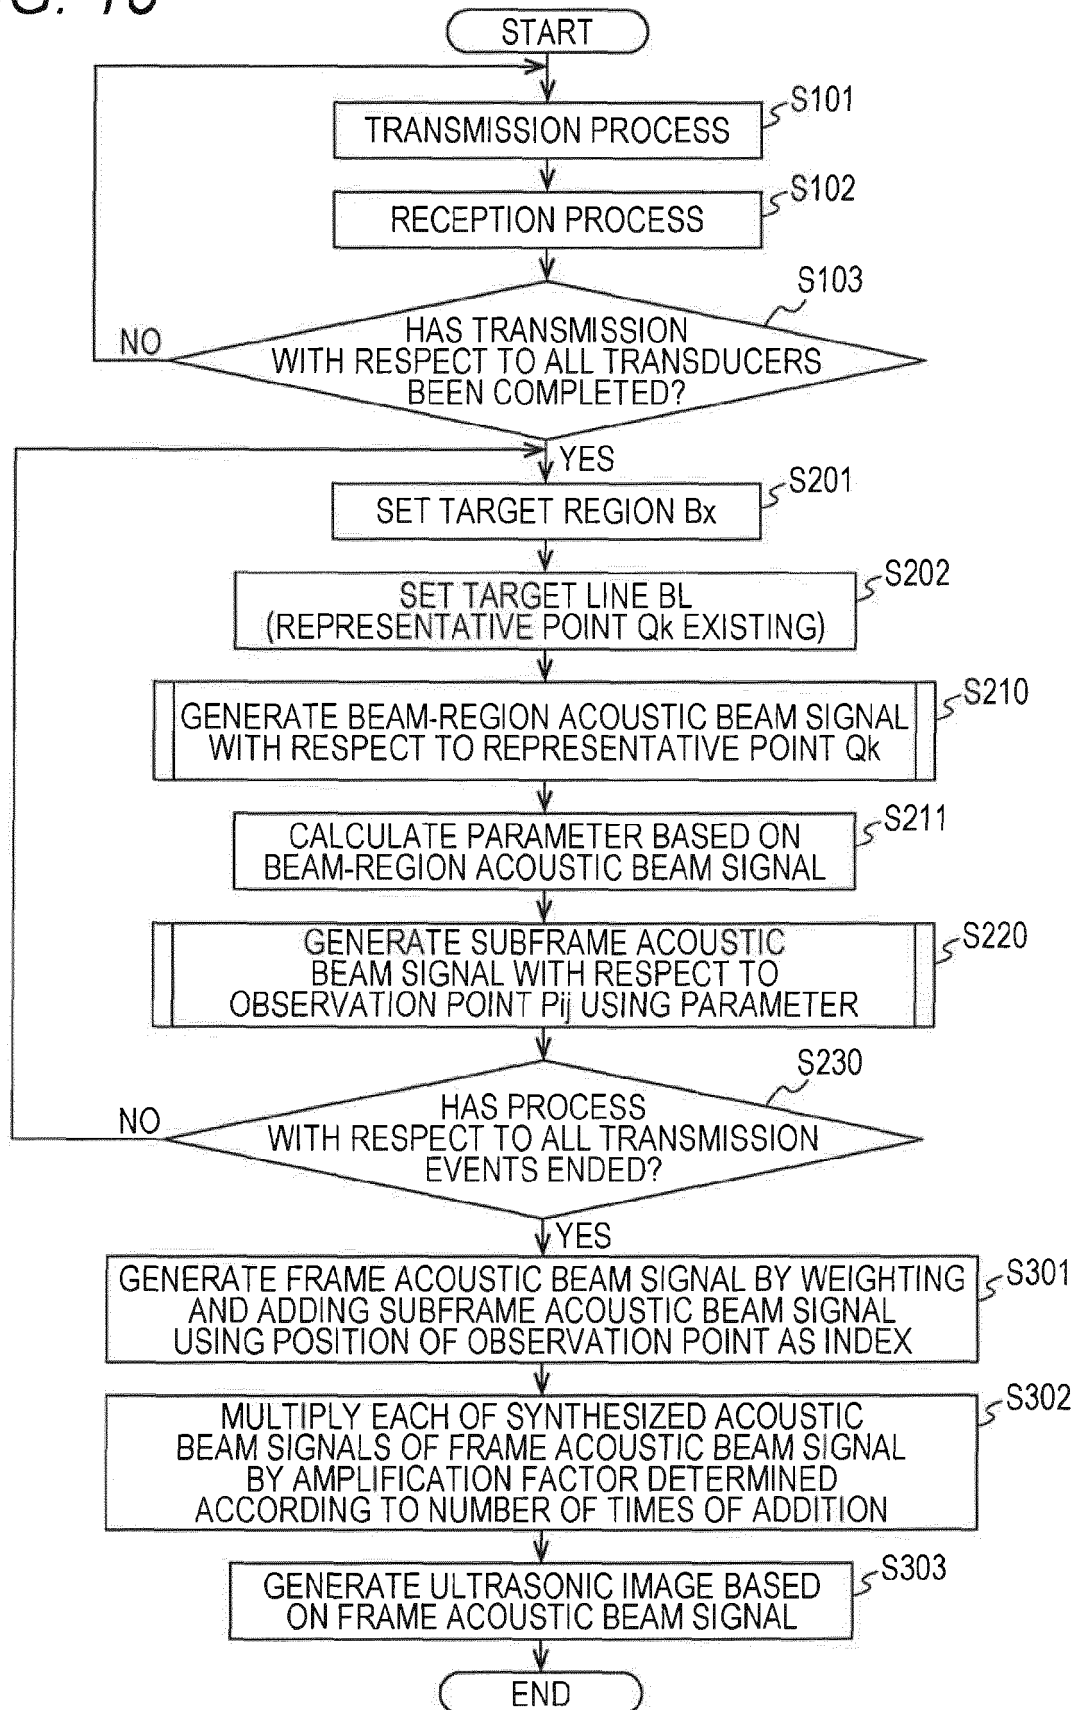 START
S101
TRANSMISSION PROCESS
S102
RECEPTION PROCESS
S103
HAS TRANSMISSION
WITH RESPECT TO ALL TRANSDUCERS
BEEN COMPLETED?
NO
YES
S201
SET TARGET REGION Bx
S202
SET TARGET LINE BL
(REPRESENTATIVE POINT Qk EXISTING)
S210
GENERATE BEAM-REGION ACOUSTIC BEAM SIGNAL
WITH RESPECT TO REPRESENTATIVE POINT Qk
S211
CALCULATE PARAMETER BASED ON
BEAM-REGION ACOUSTIC BEAM SIGNAL
S220
GENERATE SUBFRAME ACOUSTIC
BEAM SIGNAL WITH RESPECT TO
OBSERVATION POINT Pij USING PARAMETER
S230
HAS PROCESS
WITH RESPECT TO ALL TRANSMISSION
EVENTS ENDED?
NO
YES
S301
GENERATE FRAME ACOUSTIC BEAM SIGNAL BY WEIGHTING
AND ADDING SUBFRAME ACOUSTIC BEAM SIGNAL
USING POSITION OF OBSERVATION POINT AS INDEX
S302
MULTIPLY EACH OF SYNTHESIZED ACOUSTIC
BEAM SIGNALS OF FRAME ACOUSTIC BEAM SIGNAL
BY AMPLIFICATION FACTOR DETERMINED
ACCORDING TO NUMBER OF TIMES OF ADDITION
S303
GENERATE ULTRASONIC IMAGE BASED
ON FRAME ACOUSTIC BEAM SIGNAL
END